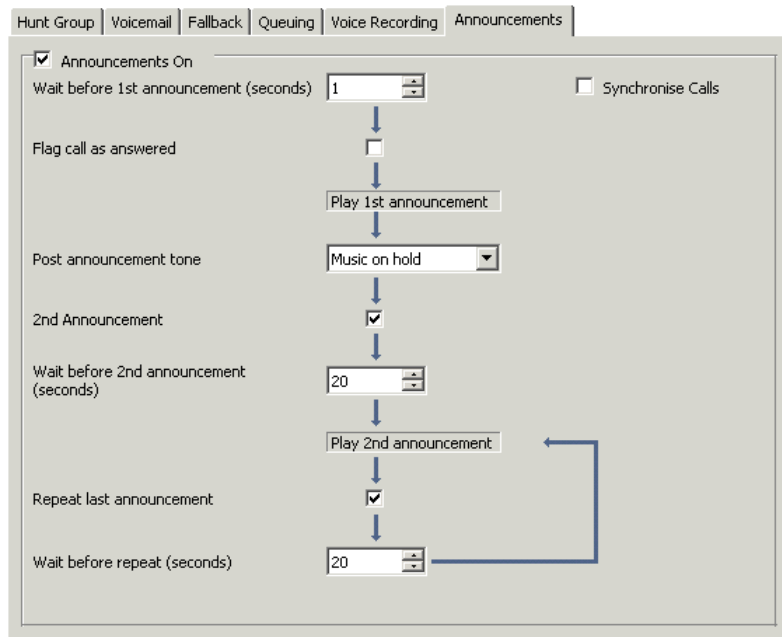 Hunt Group Voicemail Fallback Queuing Voice Recording Announcements
Announcements On
Wait before 1st announcement (seconds) 1 Synchronise Calls
Flag call as answered
Play 1st announcement
Post announcement tone Music on hold
2nd Announcement
Wait before 2nd announcement
(seconds) 20
Play 2nd announcement
Repeat last announcement
Wait before repeat (seconds) 20